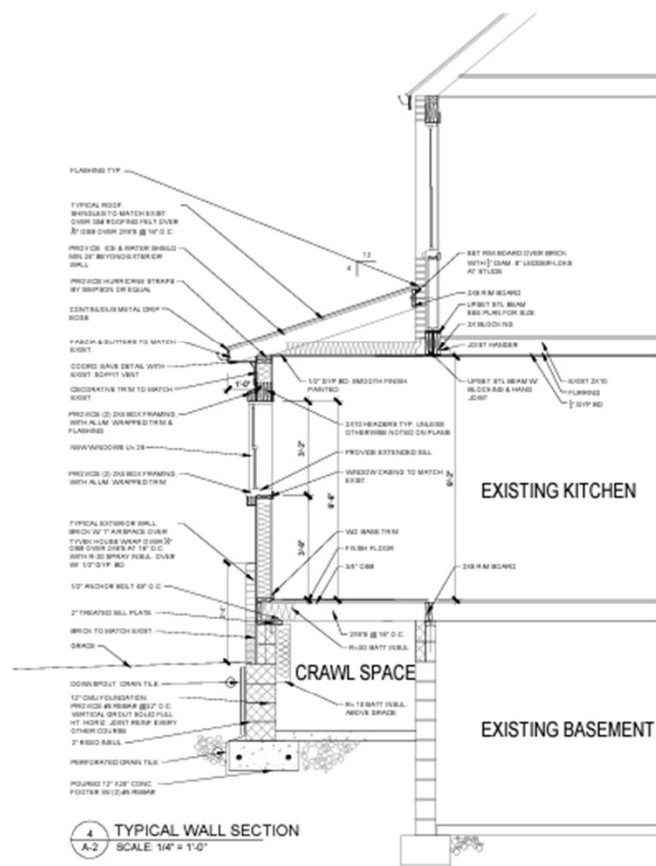 FLASHING TYP.
TYPICAL ROOF
SHINGLES TO MATCH EXIST.
OVER 30# ROOFING FELT OVER
OSB OVER 2X8'S @ 16" O.C.
PROVIDE ICE & WATER SHIELD
MIN 24" BEYOND EXTERIOR
WALL
PROVIDE HURRICANE STRAPS
BY SIMPSON OR EQUAL
CONTINUOUS METAL DRIP
EDGE
FASCIA & GUTTERS TO MATCH
EXIST.
COORD. EAVE DETAIL WITH
EXIST. SOFFIT VENT
DECORATIVE TRIM TO MATCH
EXIST.
PROVIDE (2) 2X6 BOX FRAMING,
WITH ALUM. WRAPPED TRIM &
FLASHING
NEW WINDOWS
PROVIDE (2) 2X6 BOX FRAMING,
WITH ALUM. WRAPPED TRIM
TYPICAL EXTERIOR WALL
BRICK W/ 1" AIRSPACE OVER
TYVEK HOUSE WRAP OVER
OSB OVER 2X6'S AT 16" O.C.
WITH R-20 SPRAY INSUL. OVER
W/ 1/2" GYP. BD
1/2" ANCHOR BOLT 48" O.C.
2" TREATED SILL PLATE
BRICK TO MATCH EXIST.
GRADE
DOWNSPOUT DRAIN TILE
12" CMU FOUNDATION
PROVIDE #5 REBAR @32" O.C.
VERTICAL GROUT SOLID FULL
HT. HORIZ. JOINT REINF EVERY
OTHER COURSE
2" RIGID INSUL.
PERFORATED DRAIN TILE
POURED 12" X28" CONC.
FOOTER W/ (2) #5 REBAR
12
4
SET RIM BOARD OVER BRICK
WITH DIAM. 8" LEDGER-LOKS
AT STUDS
2X8 RIM BOARD
UPSET STL BEAM
SEE PLAN FOR SIZE
2X BLOCKING
JOIST HANGER
1/2" GYP BD. SMOOTH FINISH
PAINTED
UPSET STL BEAM W/
BLOCKING & HANG
JOIST
EXIST 2X10
FURRING
GYP BD
1'-0"
2X10 HEADERS TYP. UNLESS
OTHERWISE NOTED ON PLANS
PROVIDE EXTENDED SILL
WINDOW CASING TO MATCH
EXIST.
EXISTING KITCHEN
WD. BASE TRIM
FINISH FLOOR
3/4" OSB
2X8 RIM BOARD
2X8'S @ 16" O.C.
R-30 BATT INSUL
CRAWL SPACE
BATT INSUL.
ABOVE GRADE
EXISTING BASEMENT
4
A-2
TYPICAL WALL SECTION
SCALE: 1/4" = 1'-0"